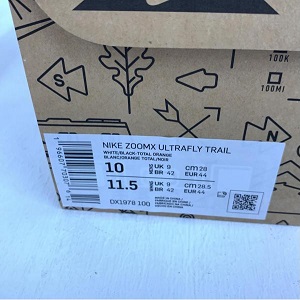 100K
100MI
S
N
NIKE ZOOMX ULTRAFLY TRAIL
WHITE/BLACK-TOTAL ORANGE
BLANC/ORANGE TOTAL/NOIR
10 UK 9 cm 28
BR 42 EUR 44
11.5 UK 9 cm 28.5
BR 42 EUR 44
DX1978 100